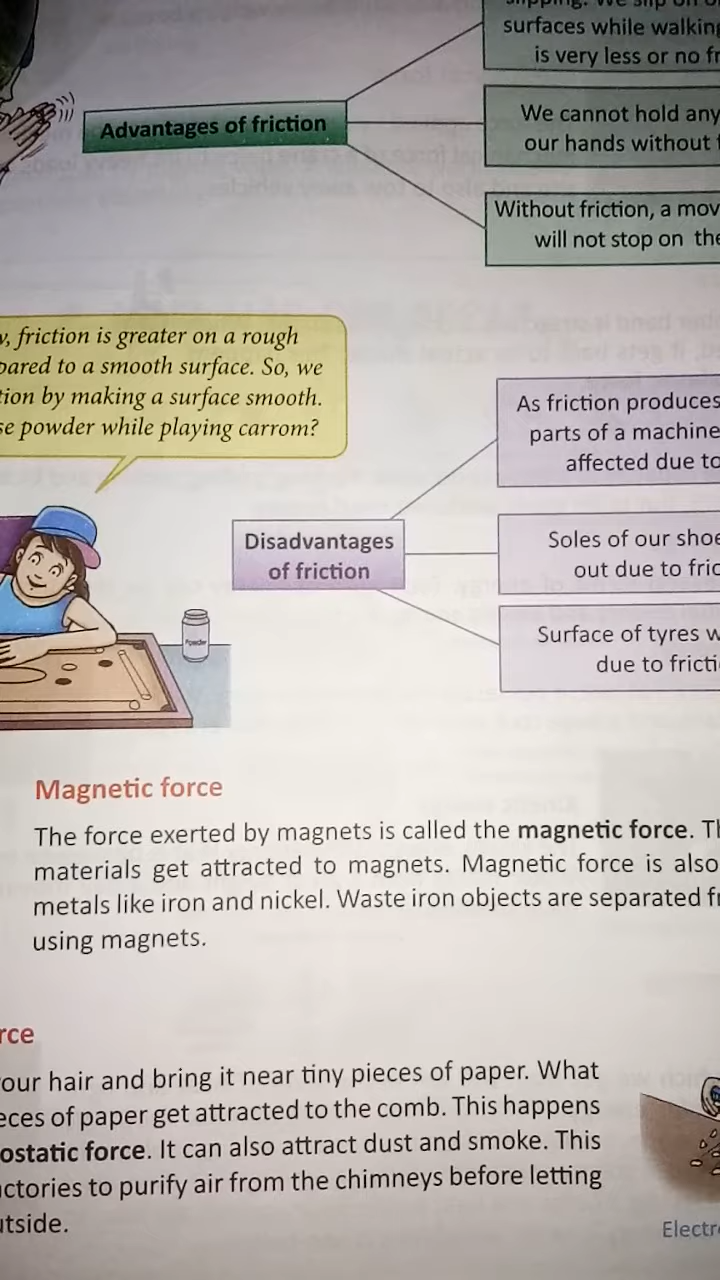 surfaces while walking
is very less or no fr
Advantages of friction
We cannot hold any
our hands without
Without friction, a mov
will not stop on the
, friction is greater on a rough
pared to a smooth surface. So, we
tion by making a surface smooth.
se powder while playing carrom?
As friction produces
parts of a machine
affected due to
Disadvantages
of friction
Soles of our shoe
out due to fric
Surface of tyres w
due to fricti
Powder
Magnetic force
The force exerted by magnets is called the magnetic force. Th
materials get attracted to magnets. Magnetic force is also
metals like iron and nickel. Waste iron objects are separated fr
using magnets.
rce
our hair and bring it near tiny pieces of paper. What
eces of paper get attracted to the comb. This happens
ostatic force. It can also attract dust and smoke. This
actories to purify air from the chimneys before letting
utside.
Electr